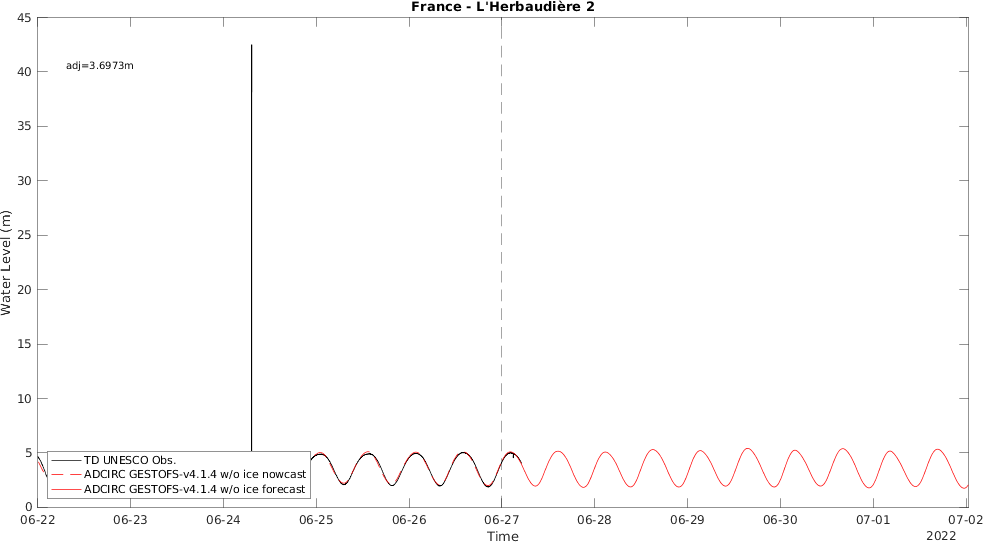 France - L'Herbaudière 2
adj=3.6973m
Water Level (m)
45
40
35
30
25
20
15
10
5
0
TD UNESCO Obs.
ADCIRC GESTOFS-v4.1.4 w/o ice nowcast
ADCIRC GESTOFS-v4.1.4 w/o ice forecast
06-22 06-23 06-24 06-25 06-26 06-27 06-28 06-29 06-30 07-01 07-02
Time
2022